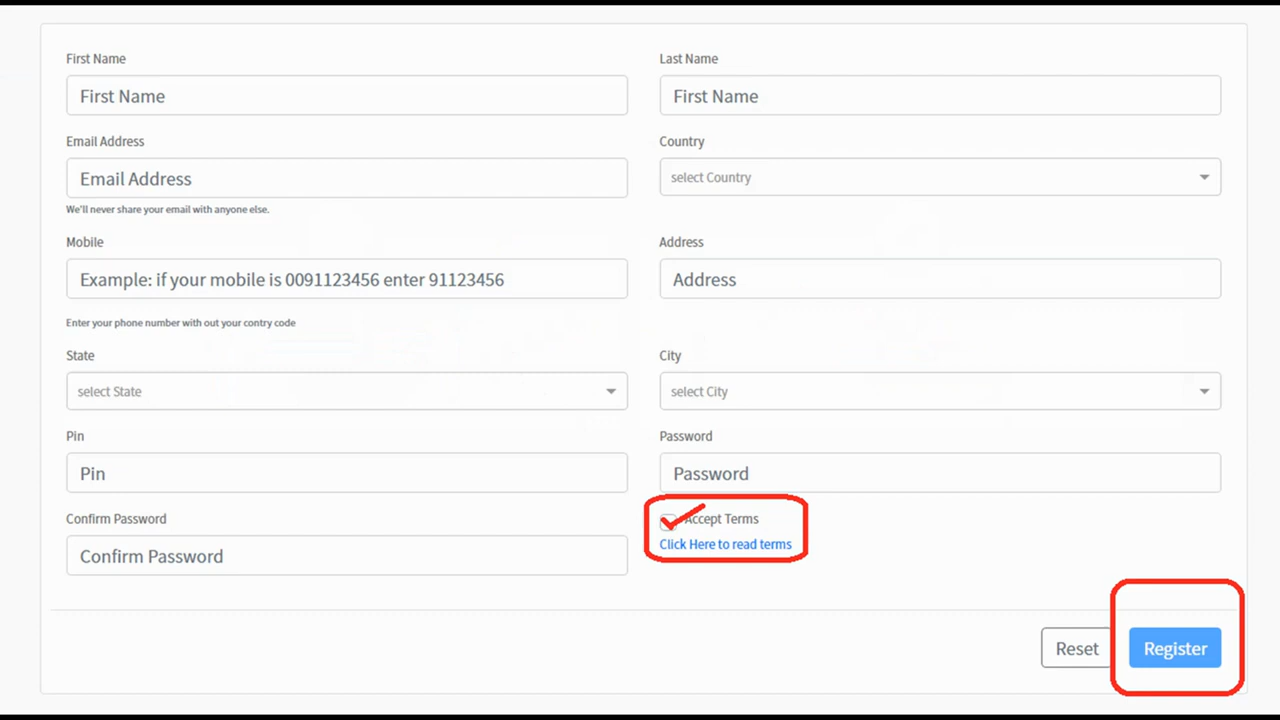 First Name
Last Name
First Name
First Name
Email Address
Country
Email Address
select Country
We'll never share your email with anyone else.
Mobile
Address
Example: if your mobile is 0091123456 enter 91123456
Address
Enter your phone number with out your contry code
State
City
select State
select City
Pin
Password
Pin
Password
Confirm Password
Accept Terms
Confirm Password
Click Here to read terms
Reset
Register